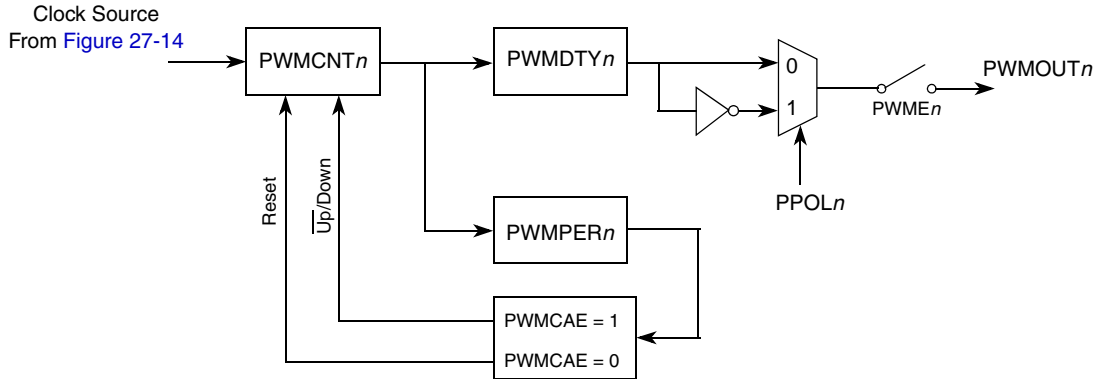 Clock Source
From Figure 27-14
PWMCNTn
PWMDTYn
0
1
PWMEn
PWMOUTn
PPOLn
Reset
Up/Down
PWMPERn
PWMCAE = 1
PWMCAE = 0